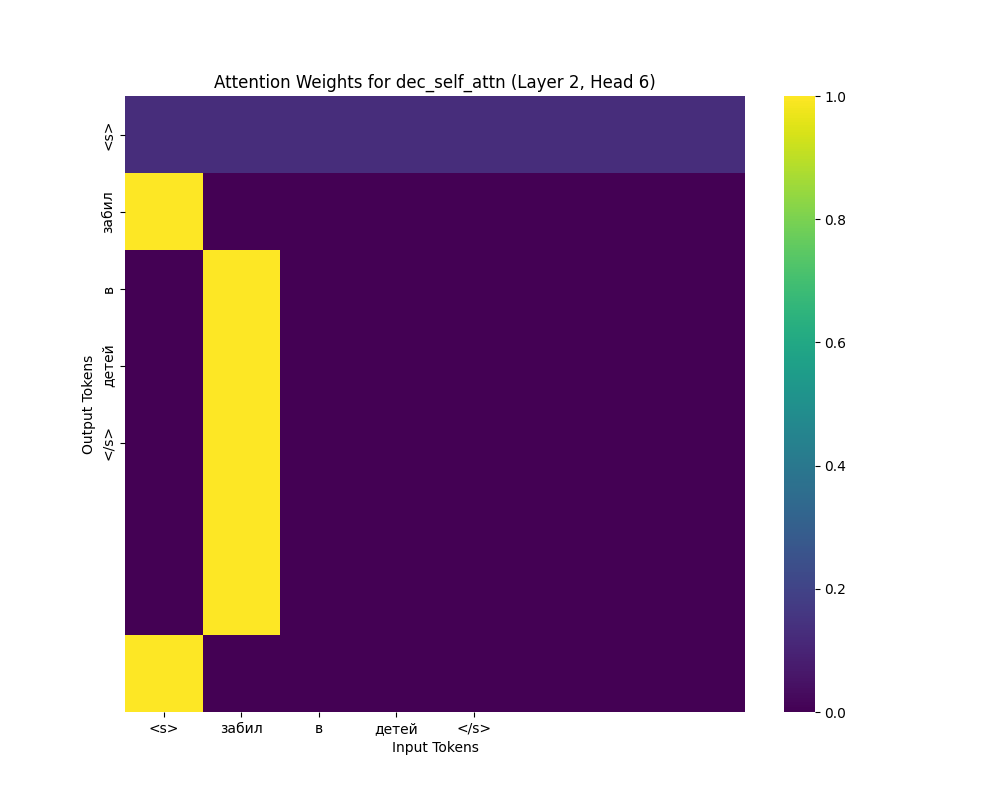 Attention Weights for dec_self_attn (Layer 2, Head 6)
Output Tokens
<s>
забил
в
детей
</s>
<s> забил в детей </s>
Input Tokens
1.0
0.8
0.6
0.4
0.2
0.0